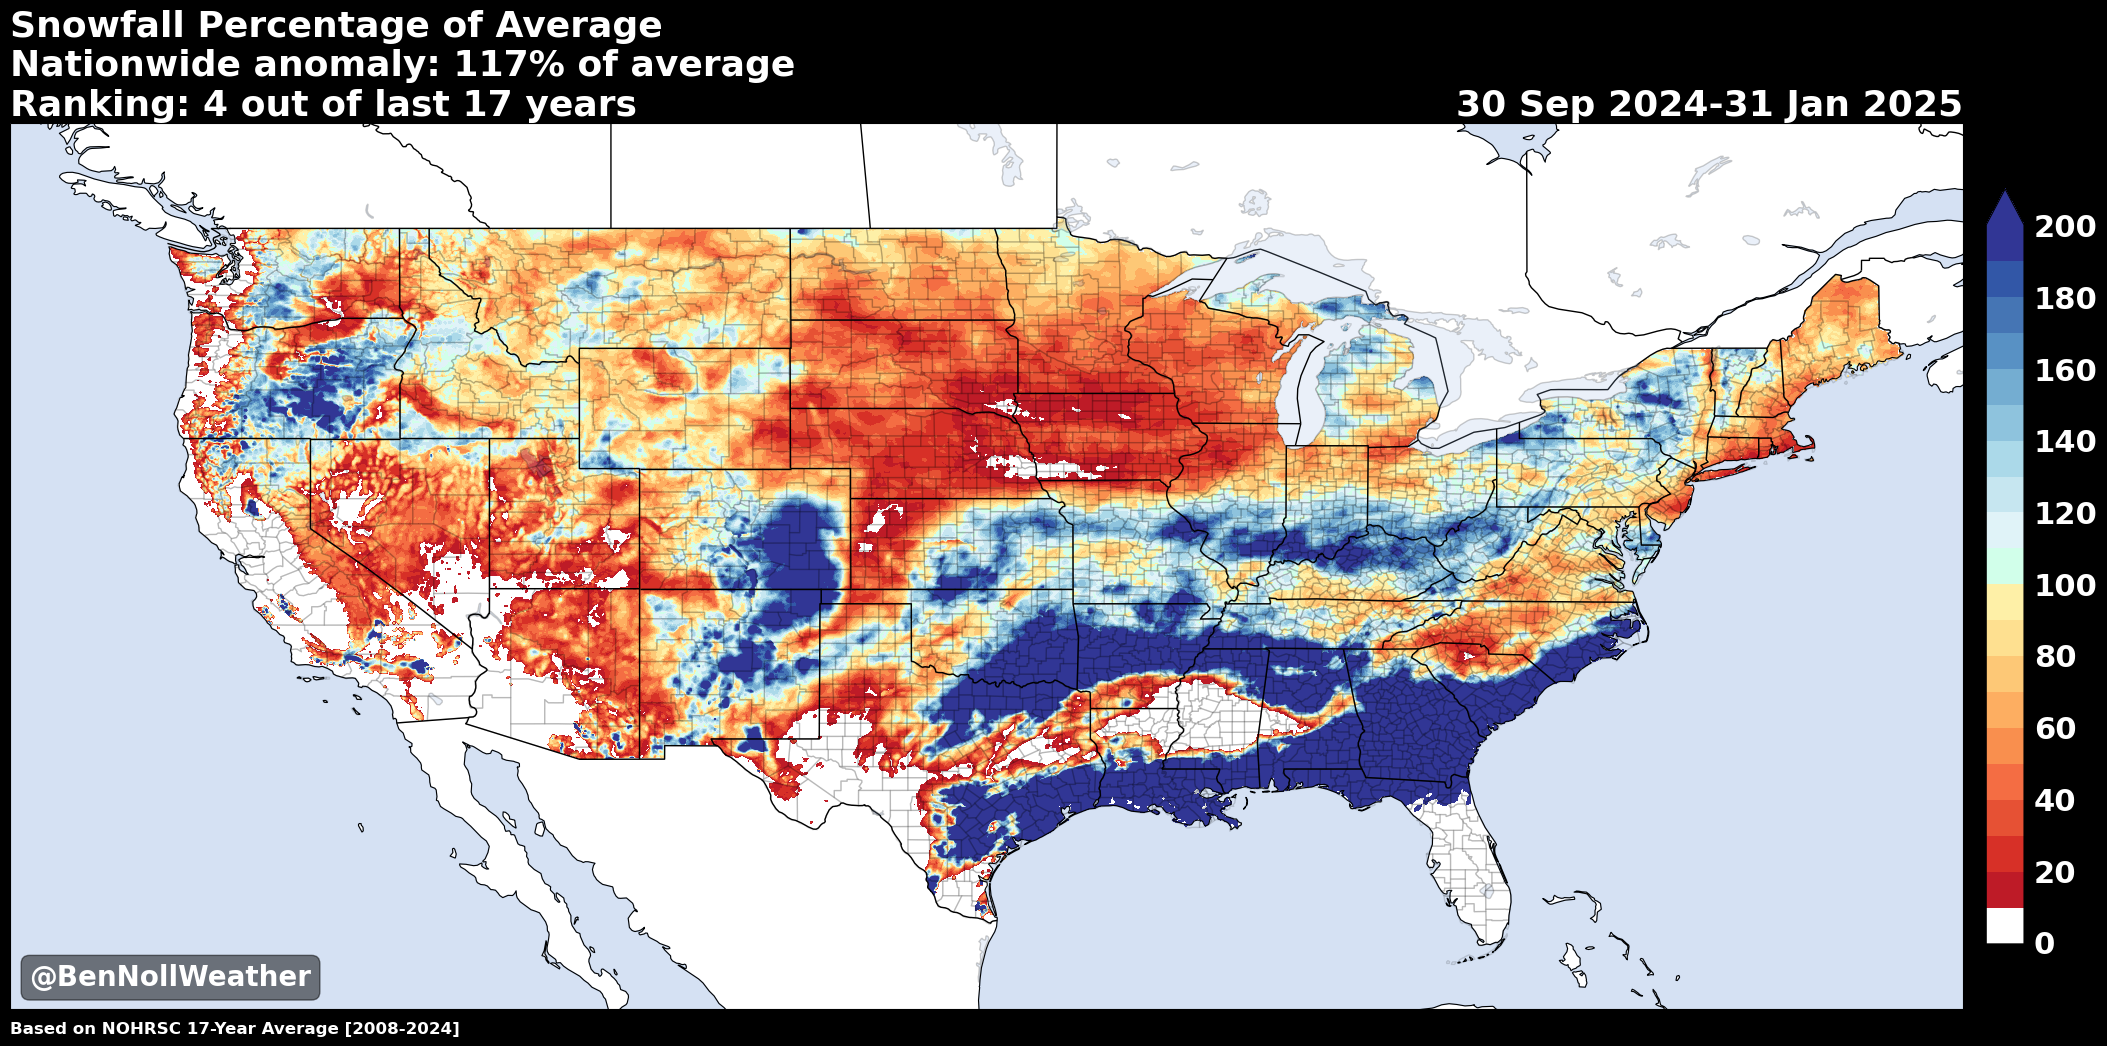 Snowfall Percentage of Average
Nationwide anomaly: 117% of average
Ranking: 4 out of last 17 years
30 Sep 2024-31 Jan 2025
200
180
160
140
120
100
80
60
40
20
0
@BenNollWeather
Based on NOHRSC 17-Year Average [2008-2024]